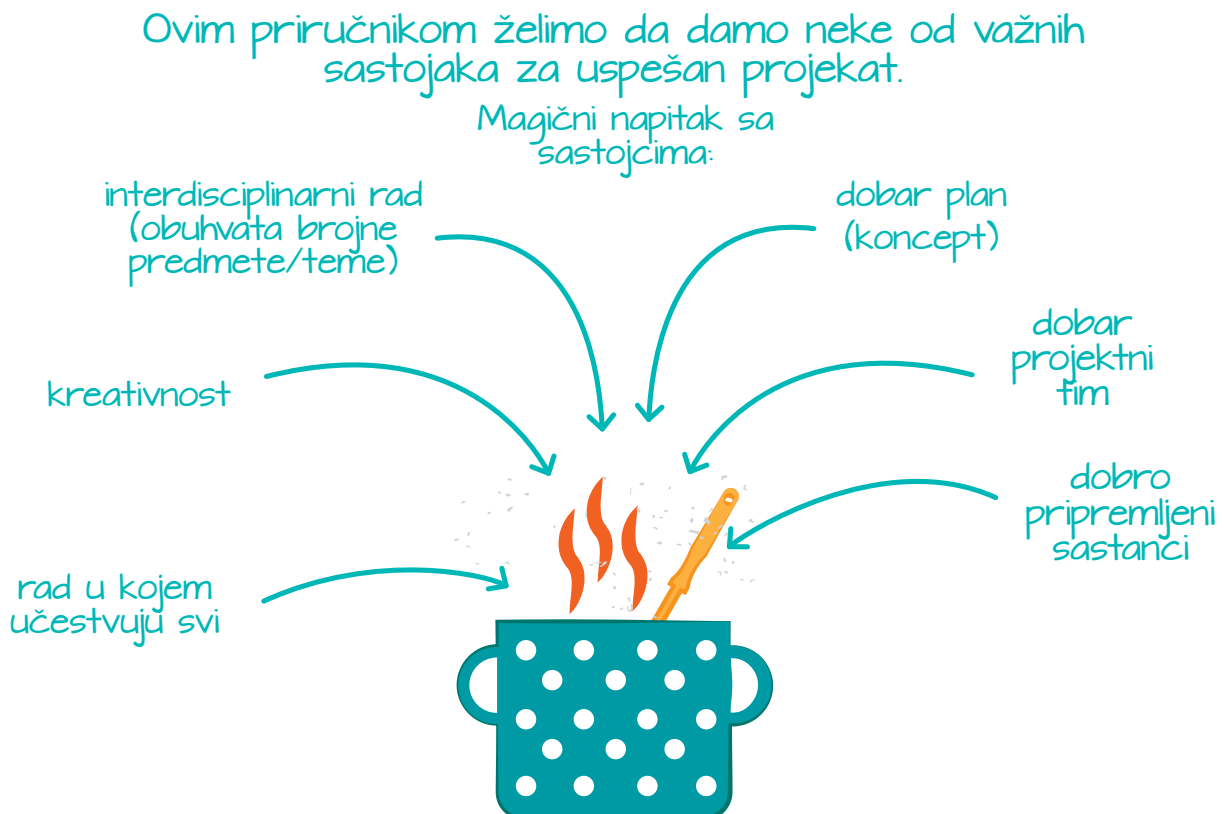 Ovim priručnikom želimo da damo neke od važnih
sastojaka za uspešan projekat.
Magični napitak sa
sastojcima:
interdisciplinarni rad
(obuhvata brojne
predmete/teme)
dobar plan
(koncept)
kreativnost
dobar
projektni
tim
rad u kojem
učestvuju svi
dobro
pripremljeni
sastanci